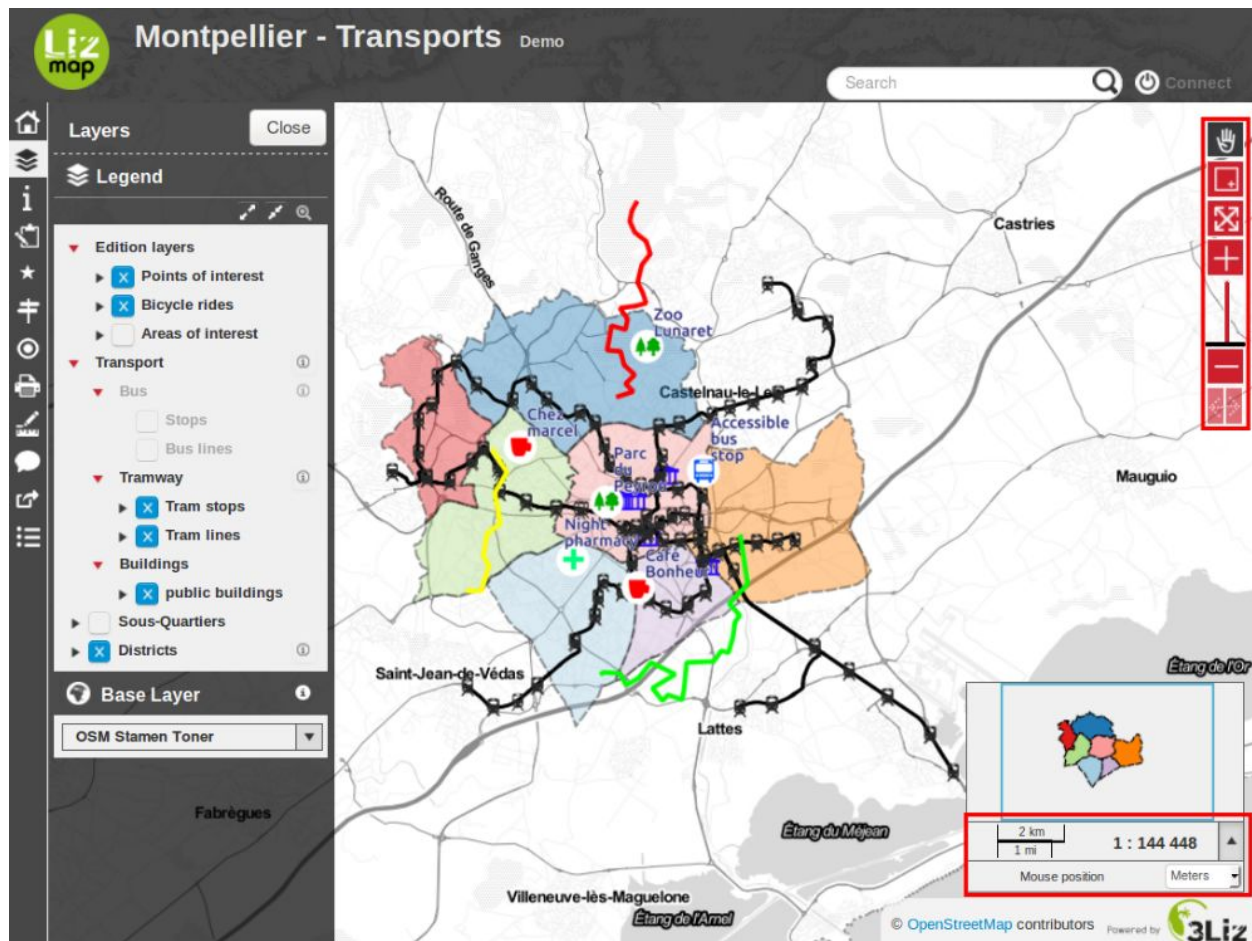 Liz
map
Montpellier - Transports Demo
Search
Connect
Layers
Close
Legend
Edition layers
Points of interest
Bicycle rides
Areas of interest
Transport
Bus
Stops
Bus lines
Tramway
Tram stops
Tram lines
Buildings
public buildings
Sous-Quartiers
Districts
Base Layer
OSM Stamen Toner
Fabrègues
Route de Ganges
Castries
Zoo
Lunaret
Castelnau-le-Lez
Chez
marcel
Accessible
bus
stop
Parc
du
Peyrou
Mauguio
Night
pharmacy
Café
Bonheur
Saint-Jean-de-Védas
Lattes
Étang de l'Or
Étang du Méjean
Villeneuve-lès-Maguelone
Étang de l'Arnel
2 km
1 mi
1 : 144 448
Mouse position
Meters
© OpenStreetMap contributors
Powered by
3Liz